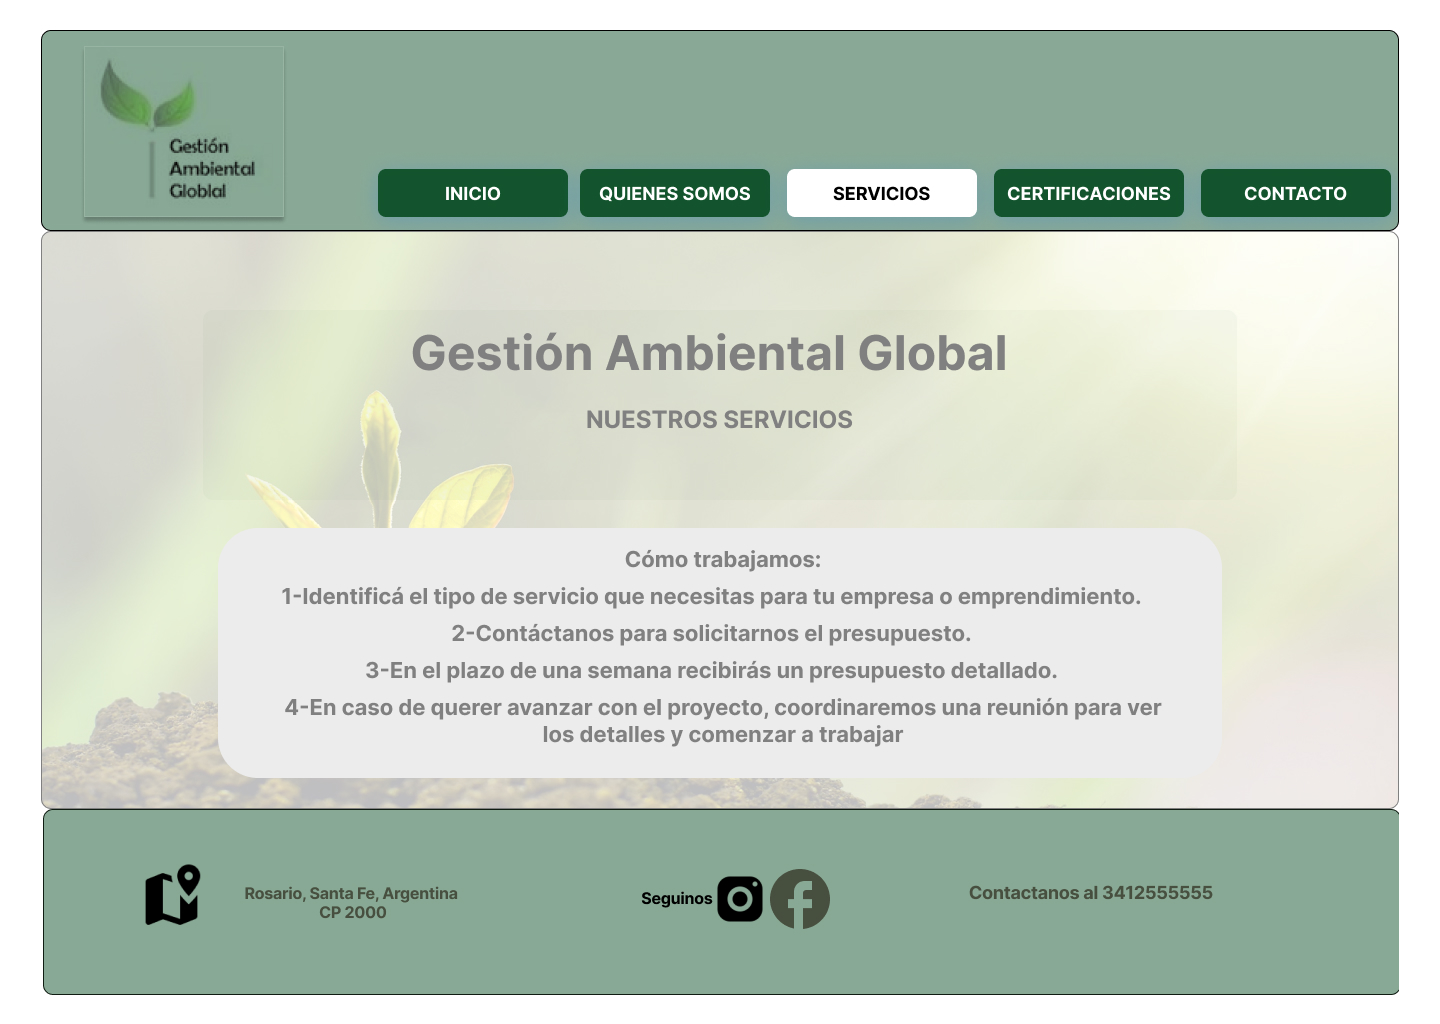 Gestión
Ambiental
Globlal
INICIO
QUIENES SOMOS
SERVICIOS
CERTIFICACIONES
CONTACTO
Gestión Ambiental Global
NUESTROS SERVICIOS
Cómo trabajamos:
1-Identificá el tipo de servicio que necesitas para tu empresa o emprendimiento.
2-Contáctanos para solicitarnos el presupuesto.
3-En el plazo de una semana recibirás un presupuesto detallado.
4-En caso de querer avanzar con el proyecto, coordinaremos una reunión para ver
los detalles y comenzar a trabajar
Rosario, Santa Fe, Argentina
CP 2000
Seguinos
Contactanos al 3412555555